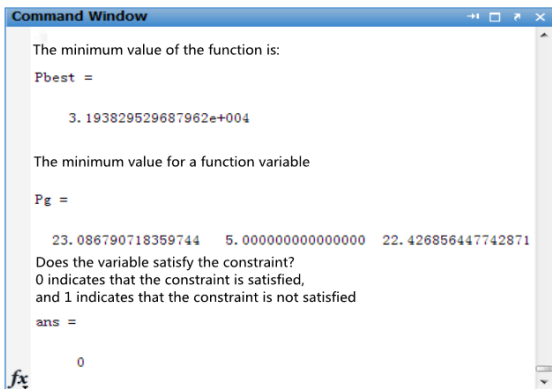 Command Window
The minimum value of the function is:
Pbest =
3.193829529687962e+004
The minimum value for a function variable
Pg =
23.086790718359744 5.000000000000000 22.426856447742871
Does the variable satisfy the constraint?
0 indicates that the constraint is satisfied,
and 1 indicates that the constraint is not satisfied
ans =
0
fx